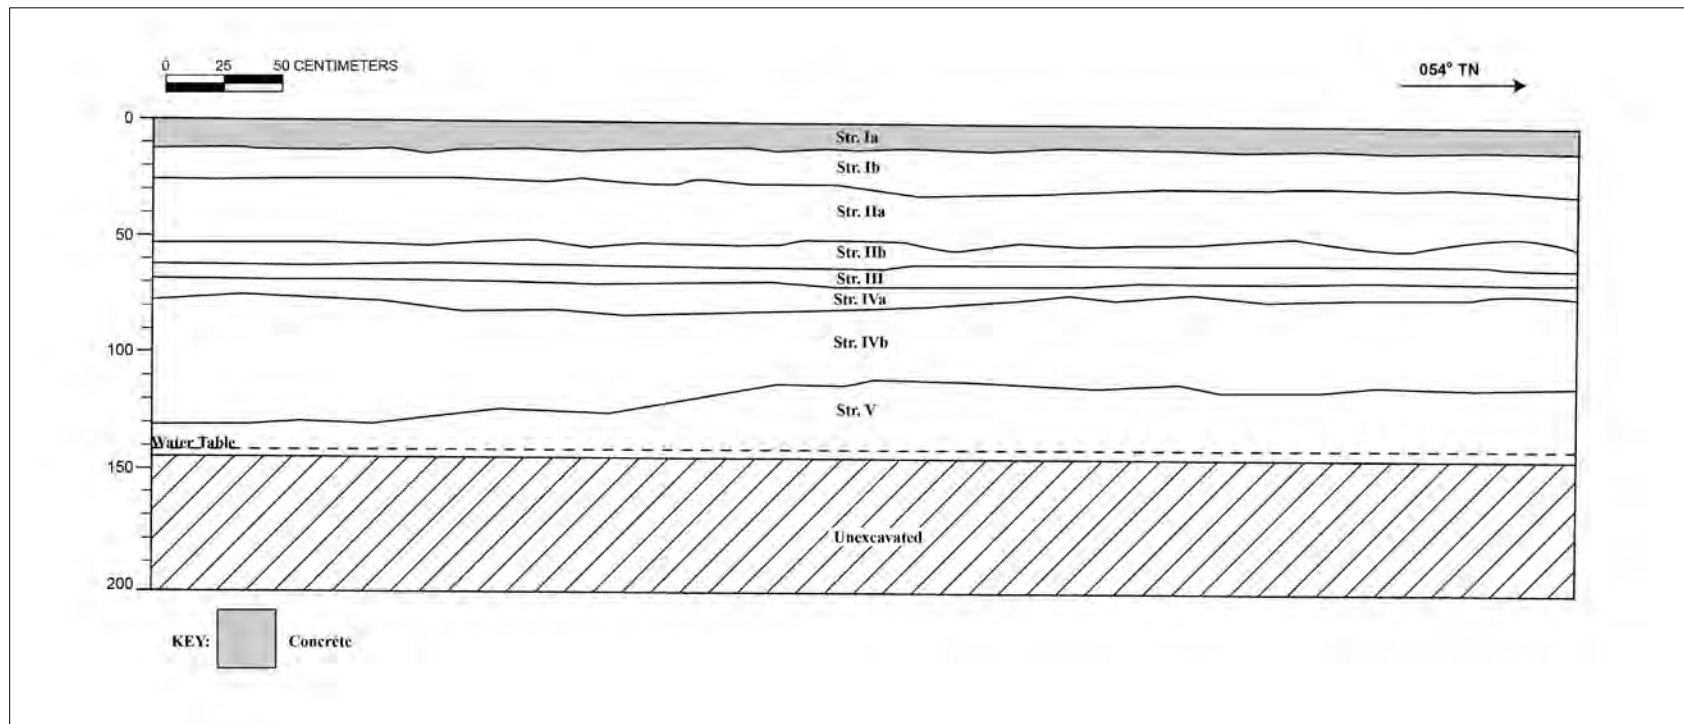 0 25 50 CENTIMETERS
054° TN
0
Str. Ia
Str. Ib
Str. IIa
50
Str. IIb
Str. III
Str. IVa
100
Str. IVb
Str. V
Water Table
150
Unexcavated
200
KEY: Concrete